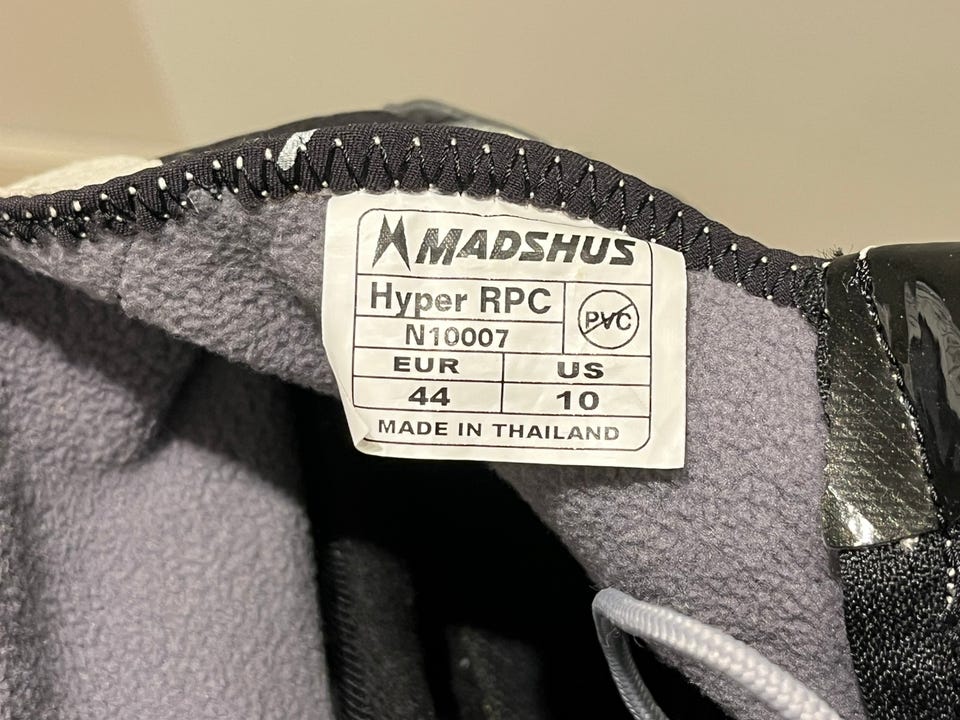 MADSHUS
Hyper RPC
PVC
N10007
EUR US
44 10
MADE IN THAILAND